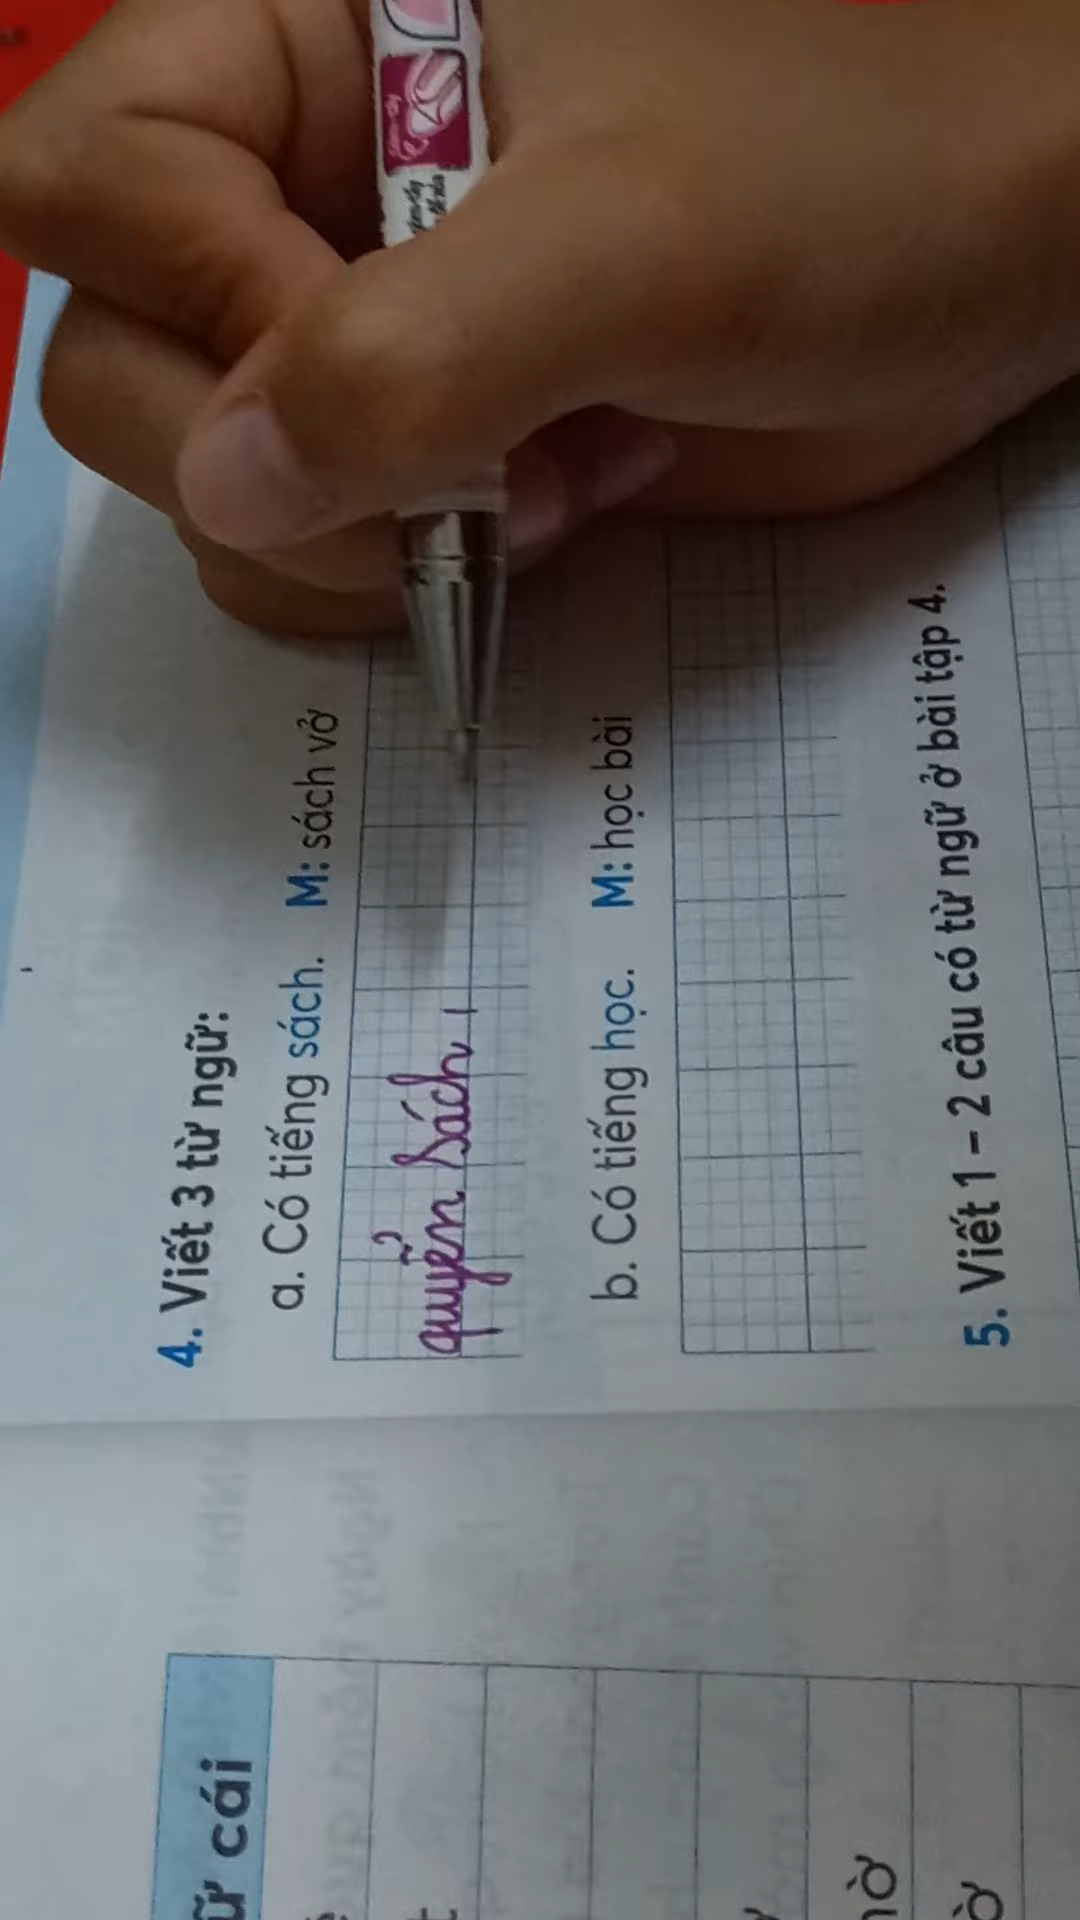 4. Viết 3 từ ngữ:
a. Có tiếng sách. M: sách vở
quyển sách,
b. Có tiếng học. M: học bài
5. Viết 1 – 2 câu có từ ngữ ở bài tập 4.
ữ cái